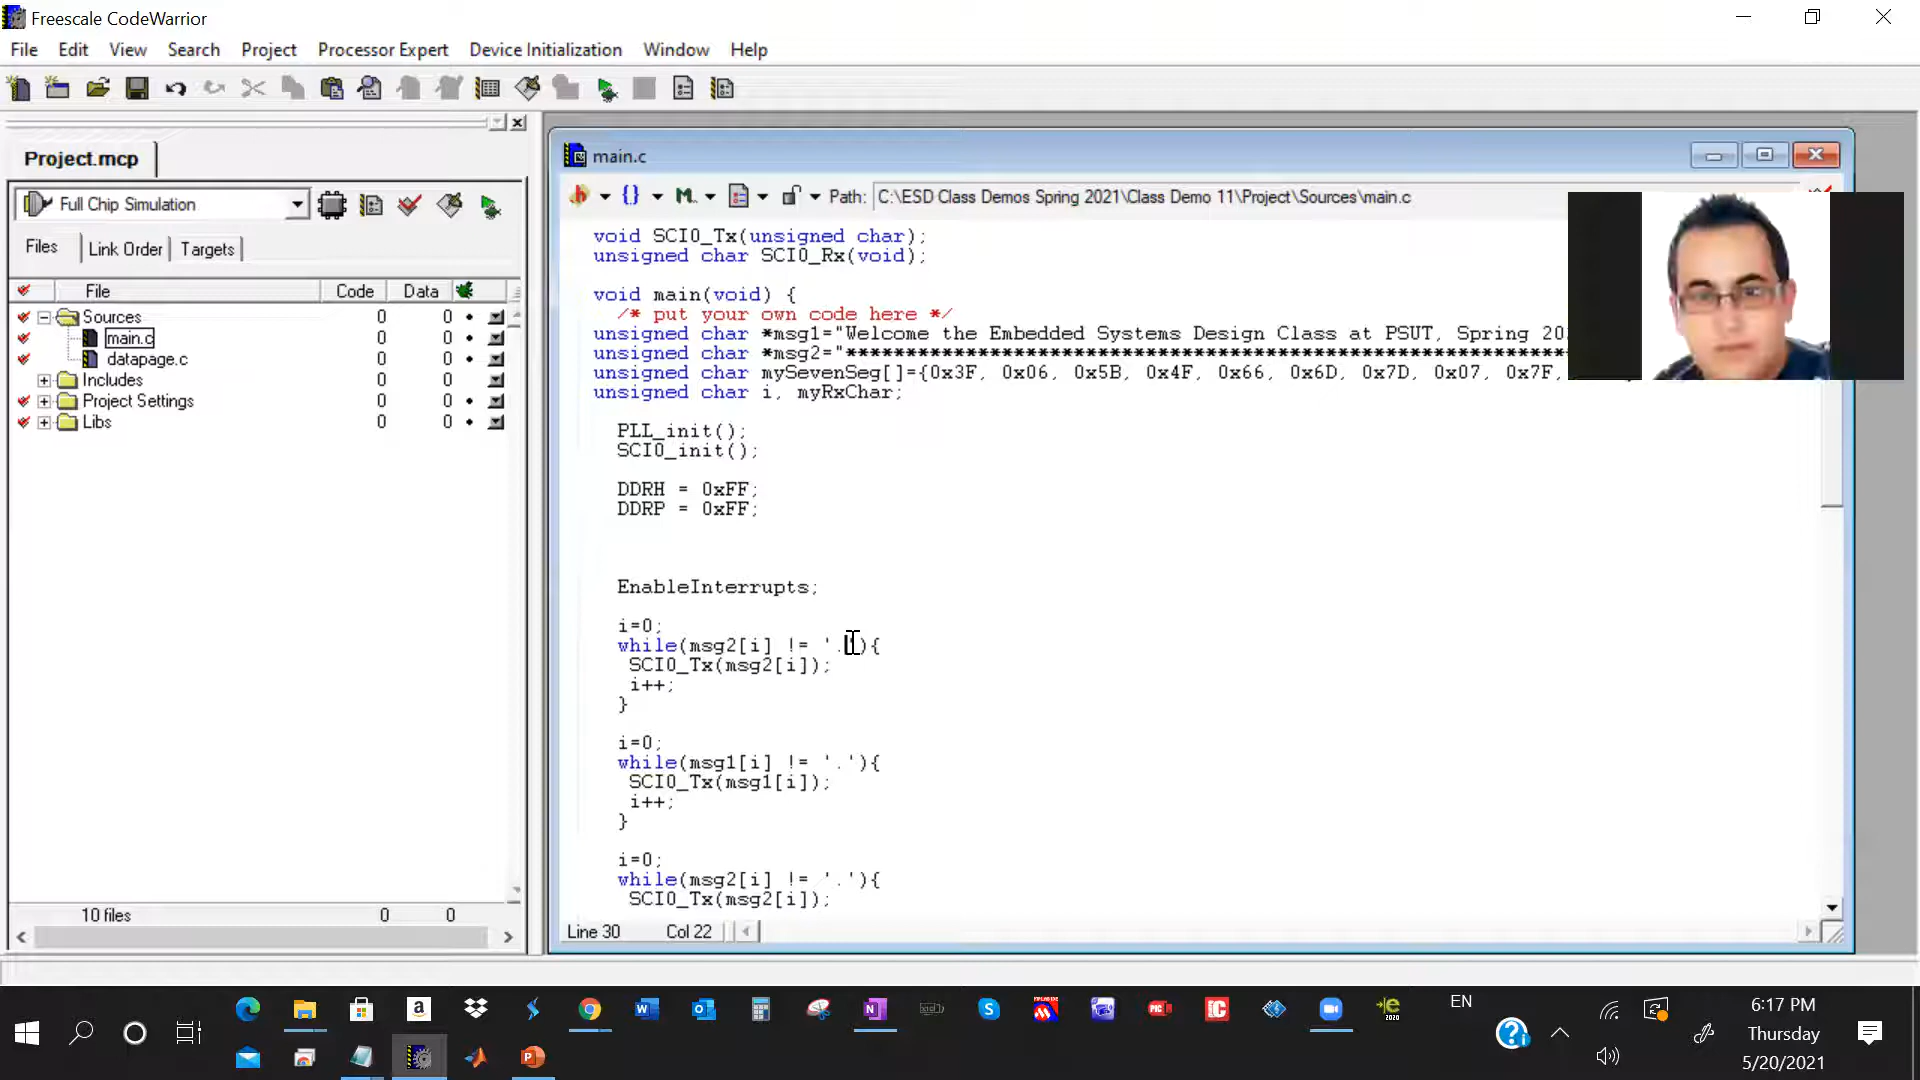 Freescale CodeWarrior
File Edit View Search Project Processor Expert Device Initialization Window Help
Project.mcp
Full Chip Simulation
Files Link Order Targets
File Code Data
Sources 0 0
main.c 0 0
datapage.c 0 0
Includes 0 0
Project Settings 0 0
Libs 0 0
10 files 0 0
main.c
Path: C:\ESD Class Demos Spring 2021\Class Demo 11\Project\Sources\main.c
void SCI0_Tx(unsigned char);
unsigned char SCI0_Rx(void);
void main(void) {
/* put your own code here */
unsigned char *msg1="Welcome the Embedded Systems Design Class at PSUT, Spring
unsigned char *msg2="
unsigned char mySevenSeg[]={0x3F, 0x06, 0x5B, 0x4F, 0x66, 0x6D, 0x7D, 0x07, 0x7F,
unsigned char i, myRxChar;
PLL_init();
SCI0_init();
DDRH = 0xFF;
DDRP = 0xFF;
EnableInterrupts;
i=0;
while(msg2[i] != '.'){
SCI0_Tx(msg2[i]);
i++;
}
i=0;
while(msg1[i] != '.'){
SCI0_Tx(msg1[i]);
i++;
}
i=0;
while(msg2[i] != '.'){
SCI0_Tx(msg2[i]);
Line 30 Col 22
EN
6:17 PM
Thursday
5/20/2021